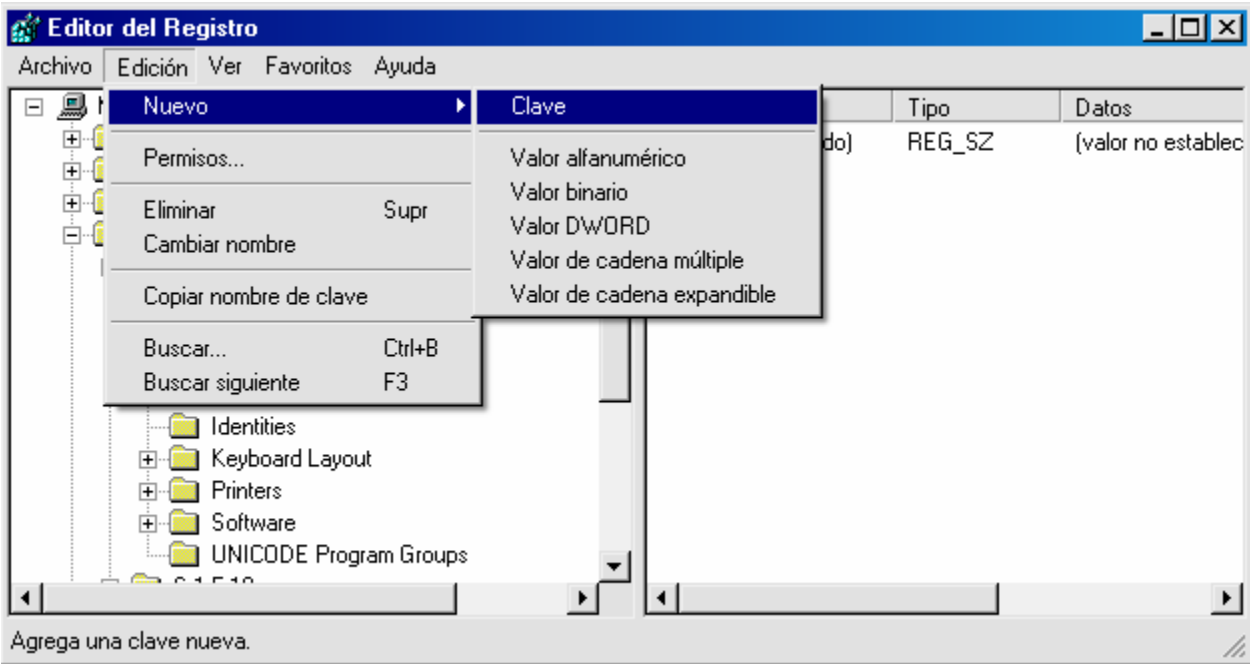 Editor del Registro
Archivo Edición Ver Favoritos Ayuda
Nuevo
Permisos...
Eliminar Supr
Cambiar nombre
Copiar nombre de clave
Buscar... Ctrl+B
Buscar siguiente F3
Clave
Valor alfanumérico
Valor binario
Valor DWORD
Valor de cadena múltiple
Valor de cadena expandible
Tipo Datos
do) REG_SZ (valor no establec
Identities
Keyboard Layout
Printers
Software
UNICODE Program Groups
Agrega una clave nueva.